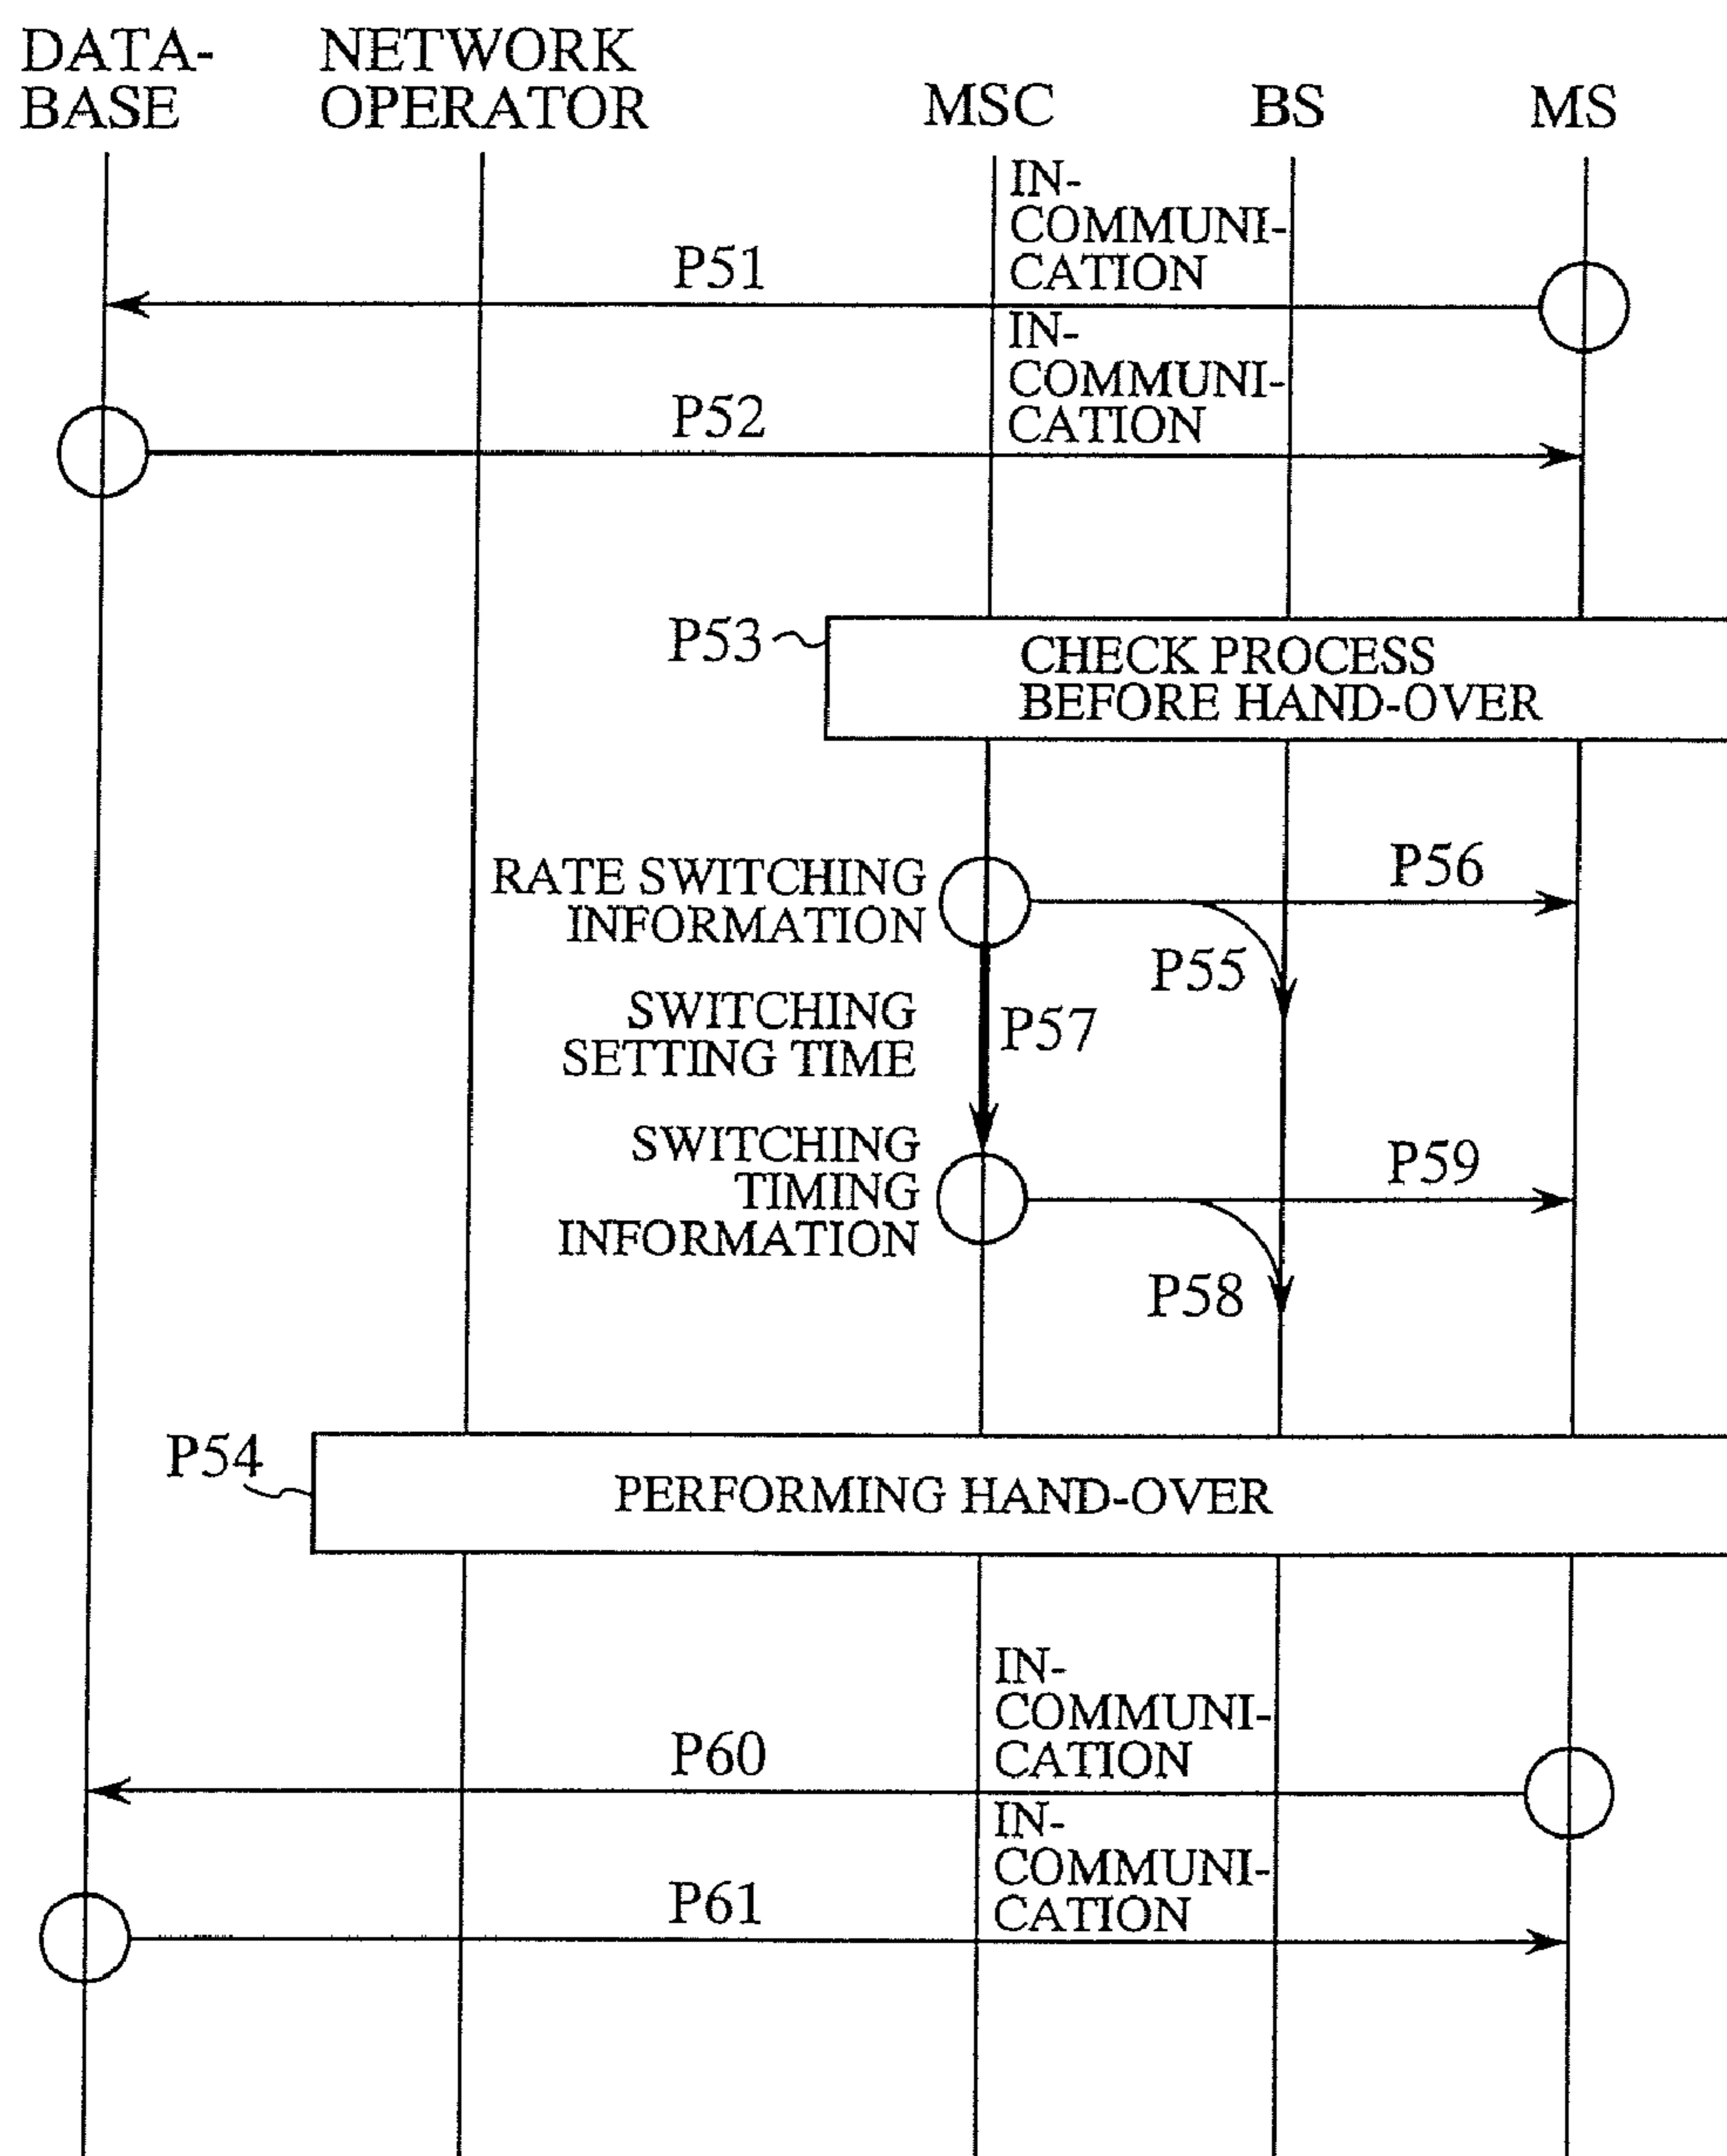 DATA-
BASE
NETWORK
OPERATOR
MSC
BS
MS
IN-
COMMUNI-
CATION
P51
IN-
COMMUNI-
CATION
P52
P53
CHECK PROCESS
BEFORE HAND-OVER
RATE SWITCHING
INFORMATION
P56
P55
SWITCHING
SETTING TIME
P57
SWITCHING
TIMING
INFORMATION
P59
P58
P54
PERFORMING HAND-OVER
IN-
COMMUNI-
CATION
P60
IN-
COMMUNI-
CATION
P61